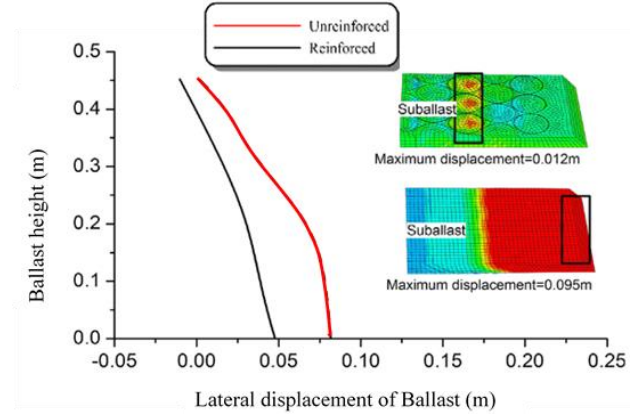 Unreinforced
Reinforced
0.5
0.4
0.3
0.2
0.1
0.0
Ballast height (m)
-0.05
0.00
0.05
0.10
0.15
0.20
0.25
Lateral displacement of Ballast (m)
Suballast
Maximum displacement=0.012m
Suballast
Maximum displacement=0.095m